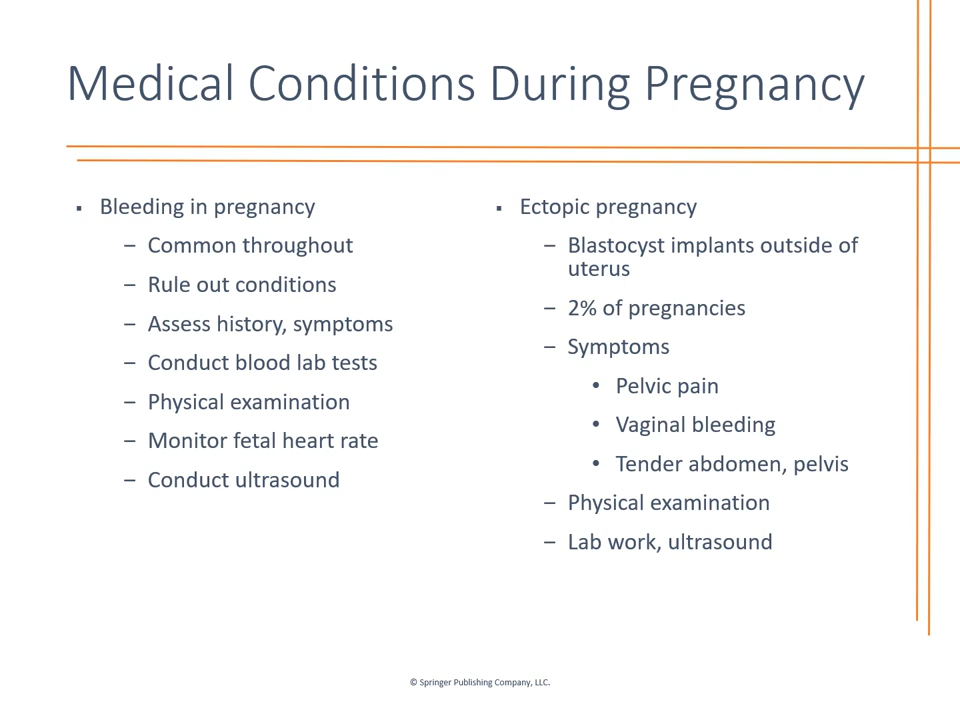 Medical Conditions During Pregnancy
▪ Bleeding in pregnancy
– Common throughout
– Rule out conditions
– Assess history, symptoms
– Conduct blood lab tests
– Physical examination
– Monitor fetal heart rate
– Conduct ultrasound
▪ Ectopic pregnancy
– Blastocyst implants outside of
uterus
– 2% of pregnancies
– Symptoms
• Pelvic pain
• Vaginal bleeding
• Tender abdomen, pelvis
– Physical examination
– Lab work, ultrasound
© Springer Publishing Company, LLC.